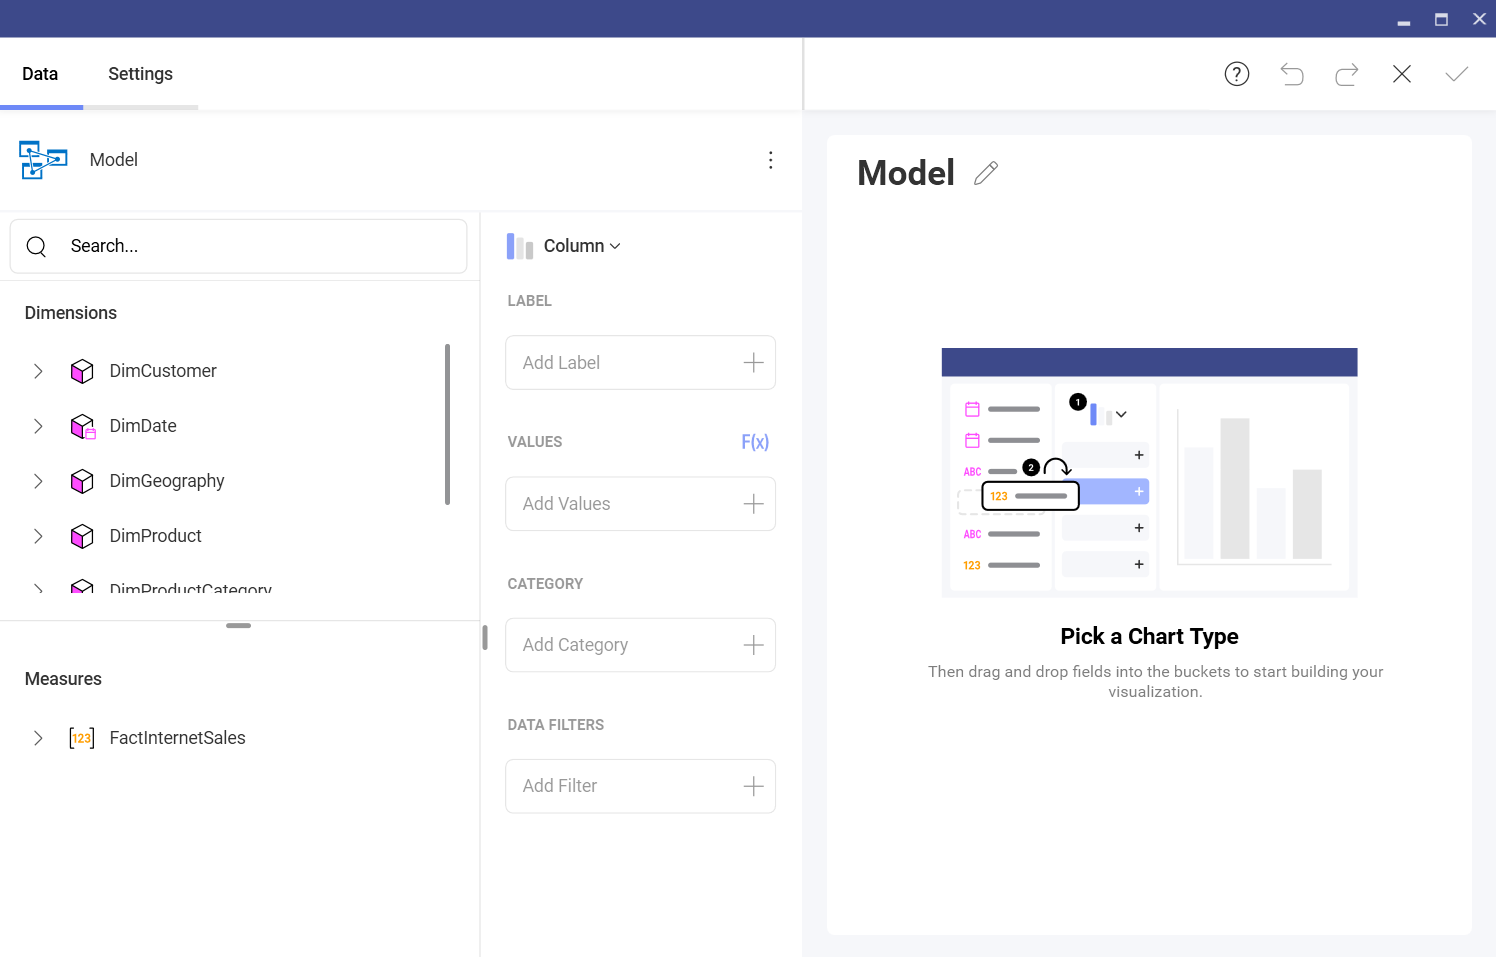 Data
Settings
?
Model
Search...
Dimensions
DimCustomer
DimDate
DimGeography
DimProduct
DimProductCategory
Measures
123
FactInternetSales
Column
LABEL
Add Label
VALUES
F(x)
Add Values
CATEGORY
Add Category
DATA FILTERS
Add Filter
Model
1
ABC
2
123
ABC
123
Pick a Chart Type
Then drag and drop fields into the buckets to start building your
visualization.